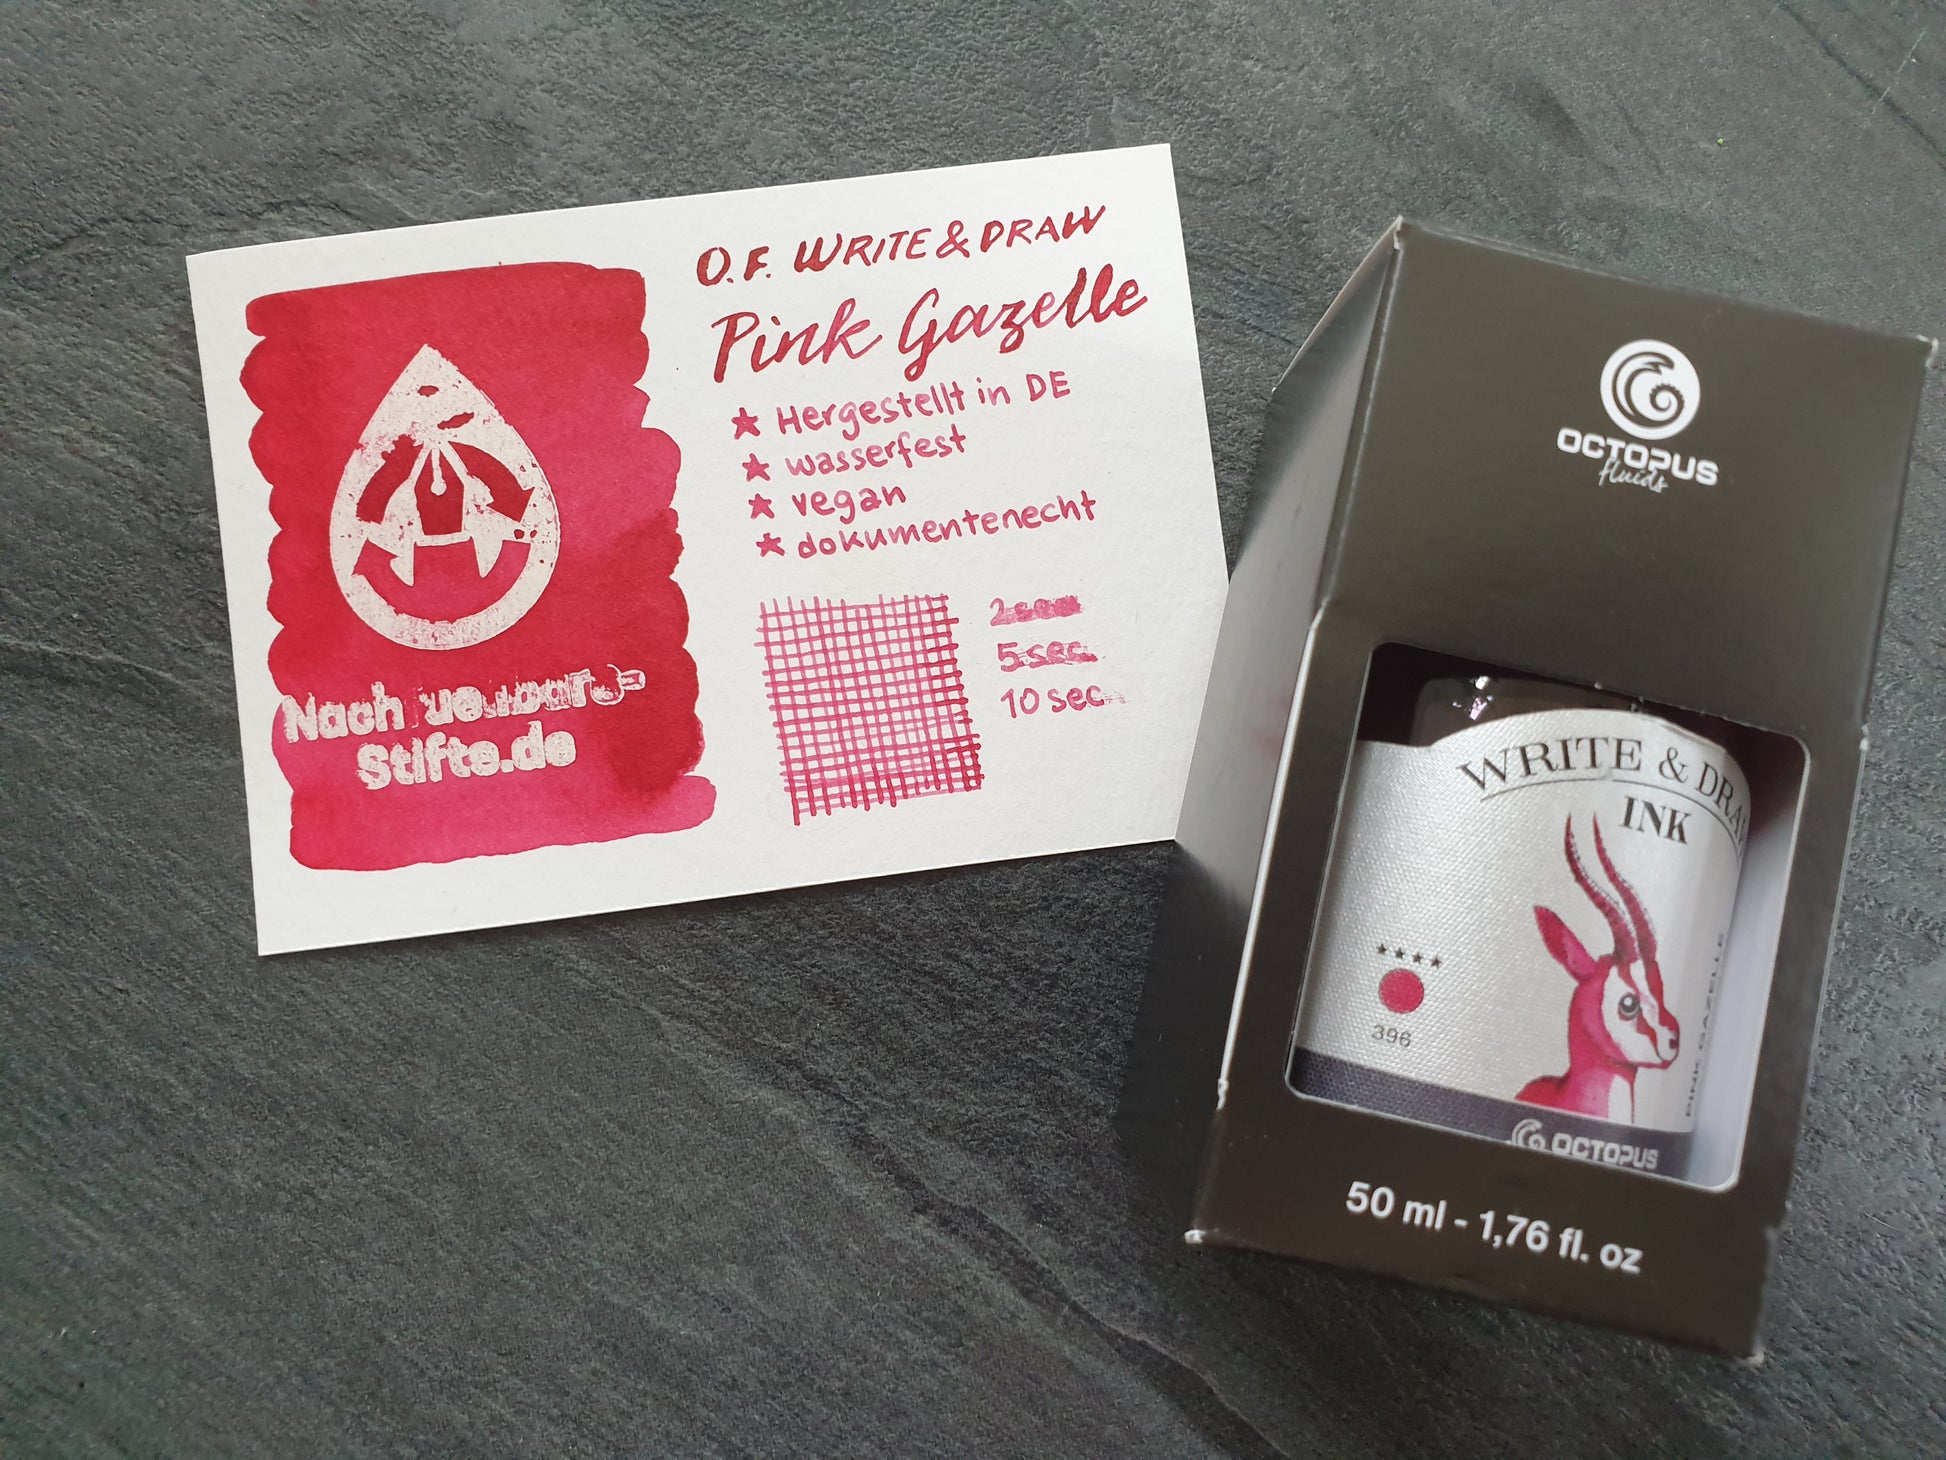 O.F. WRITE & DRAW
Pink Gazelle
★ Hergestellt in DE
★ wasserfest
★ vegan
★ dokumentenecht
5 sec.
10 sec.
Nach
Stifte.de
OCTOPUS
fluids
WRITE & DRAW
INK
★★★★
396
PINK GAZELLE
OCTOPUS
50 ml - 1,76 fl. oz